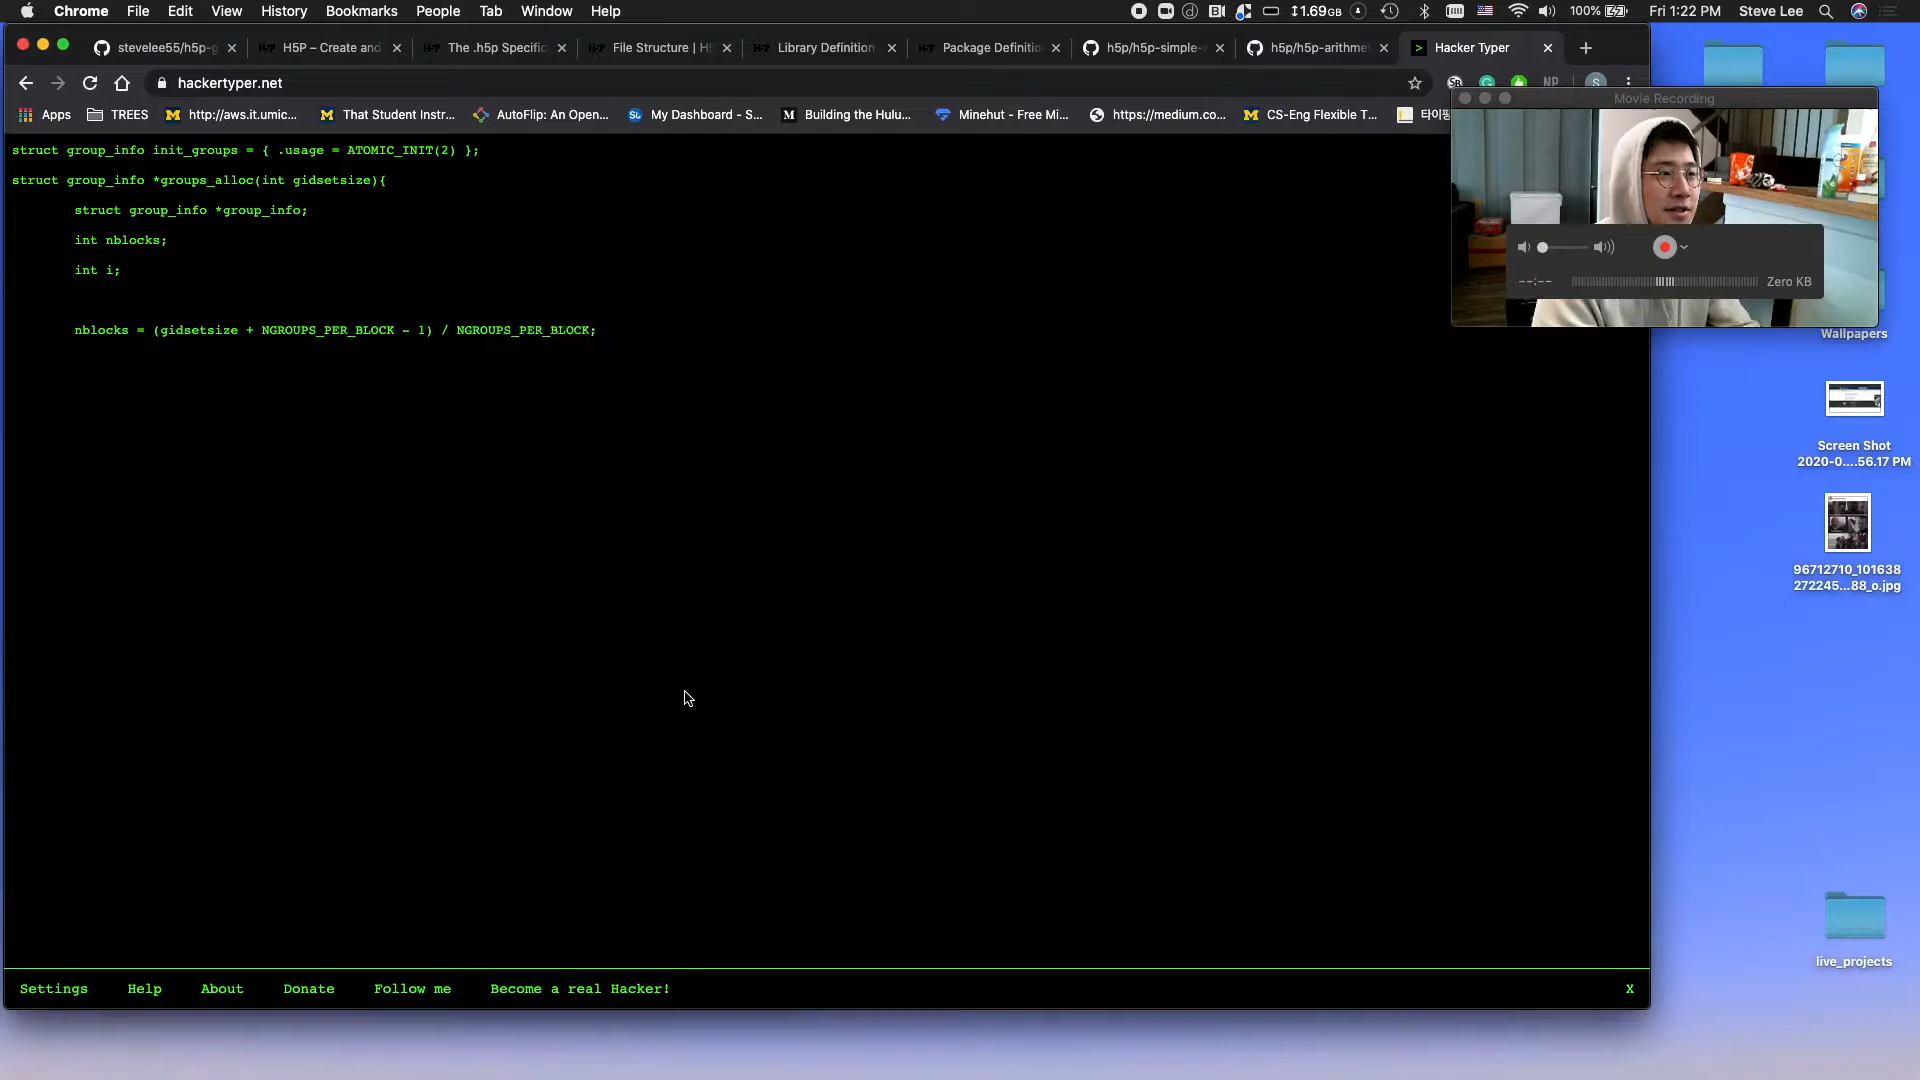 Chrome File Edit View History Bookmarks People Tab Window Help 1.69GB 100% Fri 1:22 PM Steve Lee
stevelee55/h5p-g H5P – Create and The .h5p Specific File Structure | H5 Library Definition Package Definitio h5p/h5p-simple- h5p/h5p-arithme Hacker Typer
hackertyper.net
Apps TREES http://aws.it.umic... That Student Instr... AutoFlip: An Open... My Dashboard - S... Building the Hulu... Minehut - Free Mi... https://medium.co... CS-Eng Flexible T...
Movie Recording
struct group_info init_groups = { .usage = ATOMIC_INIT(2) };
struct group_info *groups_alloc(int gidsetsize){
struct group_info *group_info;
int nblocks;
int i;
nblocks = (gidsetsize + NGROUPS_PER_BLOCK - 1) / NGROUPS_PER_BLOCK;
--:-- Zero KB
Wallpapers
Screen Shot
2020-0....56.17 PM
96712710_101638
272245...88_o.jpg
live_projects
Settings Help About Donate Follow me Become a real Hacker! X